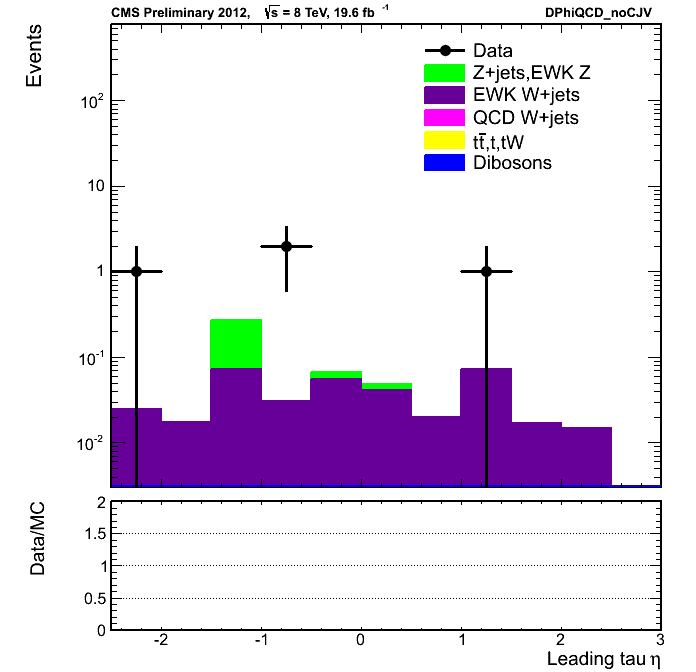 CMS Preliminary 2012, √s = 8 TeV, 19.6 fb⁻¹ DPhiQCD_noCJV
Events
Data
Z+jets,EWK Z
EWK W+jets
QCD W+jets
tt̄,t,tW
Dibosons
10²
10
1
10⁻¹
10⁻²
Data/MC
2
1.5
1
0.5
0
-2 -1 0 1 2 3
Leading tau η